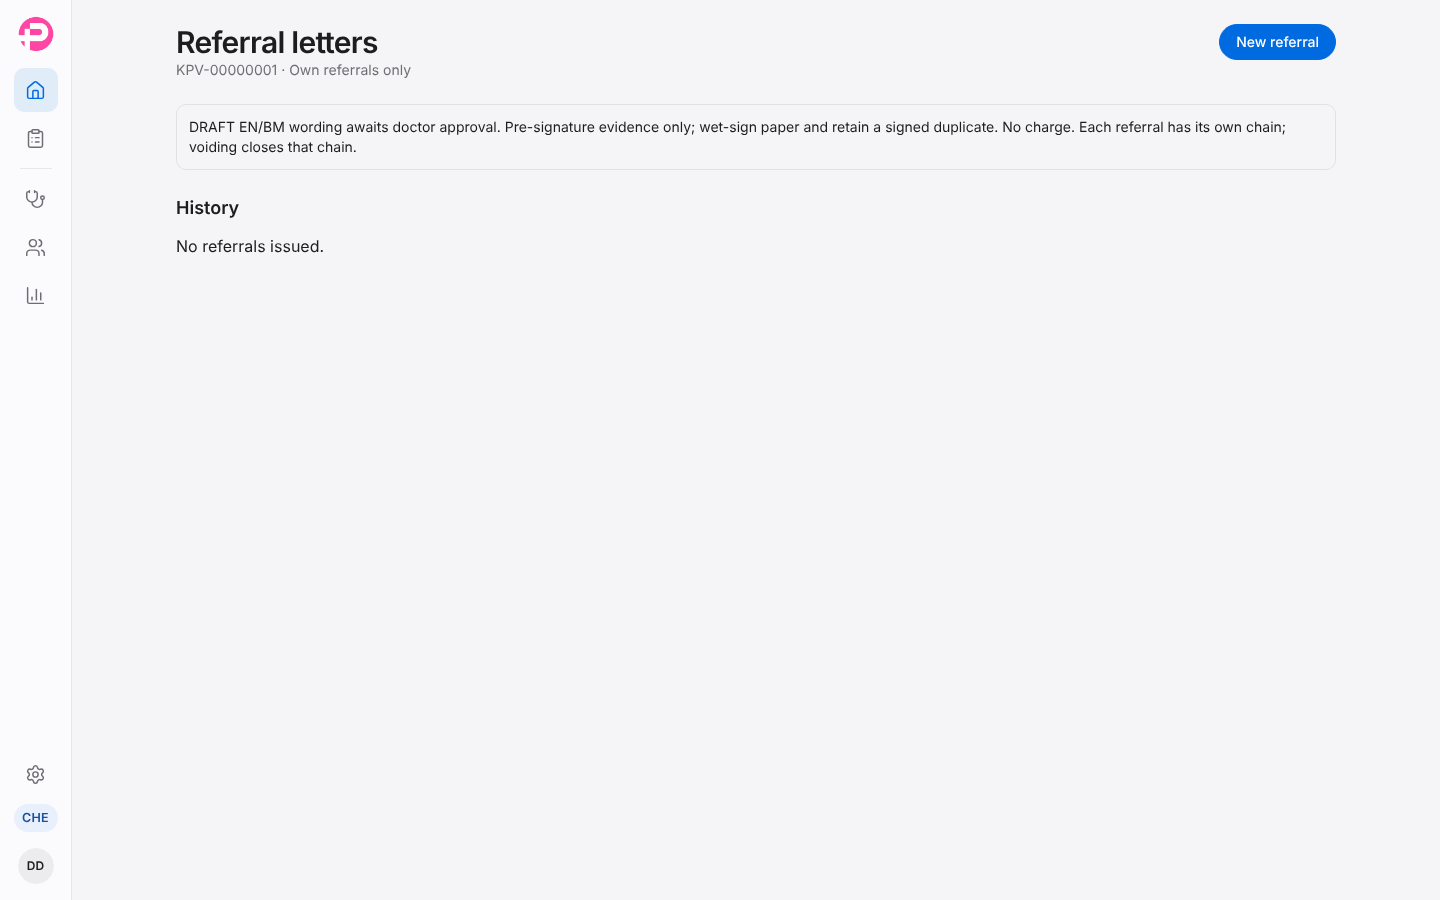 Referral letters
New referral
KPV-00000001 · Own referrals only
DRAFT EN/BM wording awaits doctor approval. Pre-signature evidence only; wet-sign paper and retain a signed duplicate. No charge. Each referral has its own chain;
voiding closes that chain.
History
No referrals issued.
CHE
DD